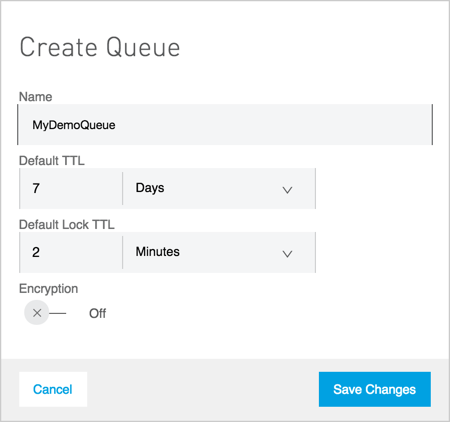 Create Queue
Name
MyDemoQueue
Default TTL
7 Days
Default Lock TTL
2 Minutes
Encryption
Off
Cancel Save Changes